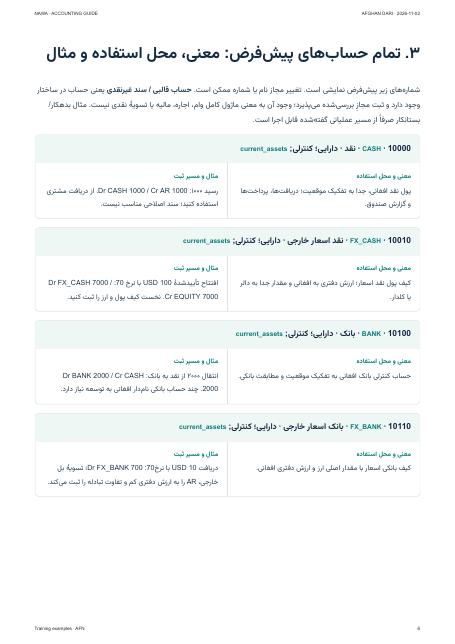 NAWA · ACCOUNTING GUIDE
AFGHAN DARI · 2026-11-02
۳. تمام حساب‌های پیش‌فرض: معنی، محل استفاده و مثال
شماره‌های زیر پیش‌فرض نمایشی است. تغییر مجاز نام یا شماره ممکن است. حساب قالبی / سند غیرنقدی یعنی حساب در ساختار
وجود دارد و ثبت مجاز بررسی‌شده می‌پذیرد؛ وجود آن به معنی ماژول کامل وام، اجاره، مالیه یا تسویهٔ نقدی نیست. مثال بدهکار/
بستانکار صرفاً از مسیر عملیاتی گفته‌شده قابل اجرا است.
10000 · CASH · نقد · دارایی؛ کنترلی؛ current_assets
معنی و محل استفاده
پول نقد افغانی، جدا به تفکیک موقعیت؛ دریافت‌ها، پرداخت‌ها
و گزارش صندوق.
مثال و مسیر ثبت
رسید ۱۰۰۰: Dr CASH 1000 / Cr AR 1000. از دریافت مشتری
استفاده کنید؛ سند اصلاحی مناسب نیست.
10010 · FX_CASH · نقد اسعار خارجی · دارایی؛ کنترلی؛ current_assets
معنی و محل استفاده
کیف پول نقد اسعار؛ ارزش دفتری به افغانی و مقدار جدا به دالر
یا کلدار.
مثال و مسیر ثبت
افتتاح تأییدشدهٔ 100 USD با نرخ 70: Dr FX_CASH 7000 /
Cr EQUITY 7000. نخست کیف پول و ارز را ثبت کنید.
10100 · BANK · بانک · دارایی؛ کنترلی؛ current_assets
معنی و محل استفاده
حساب کنترلی بانک افغانی به تفکیک موقعیت و مطابقت بانکی.
مثال و مسیر ثبت
انتقال ۲۰۰۰ از نقد به بانک: Dr BANK 2000 / Cr CASH
2000. چند حساب بانکی نام‌دار افغانی به توسعه نیاز دارد.
10110 · FX_BANK · بانک اسعار خارجی · دارایی؛ کنترلی؛ current_assets
معنی و محل استفاده
کیف بانکی اسعار با مقدار اصلی ارز و ارزش دفتری افغانی.
مثال و مسیر ثبت
دریافت 10 USD با نرخ 70: Dr FX_BANK 700؛ تسویهٔ بل
خارجی، AR را به ارزش دفتری کم و تفاوت تبادله را ثبت می‌کند.
Training examples · AFN
6